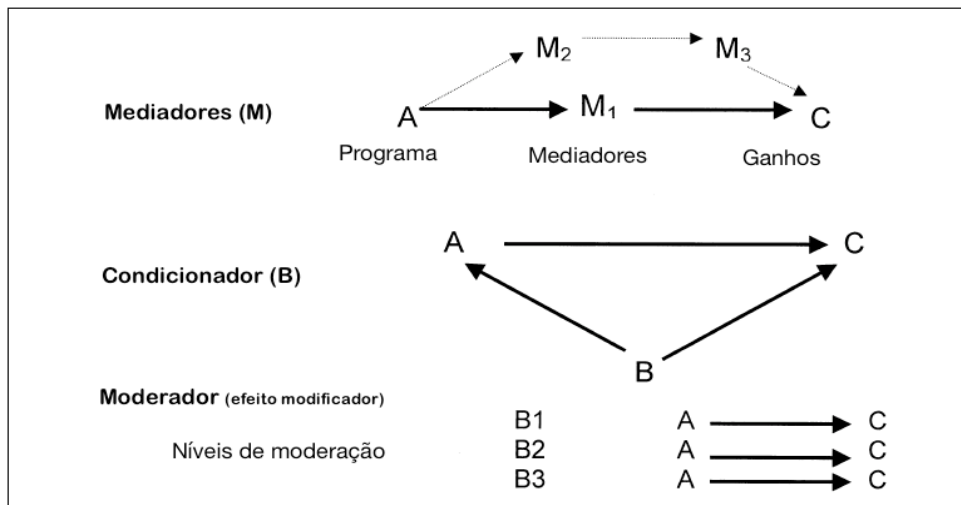 M₂ M₃
Mediadores (M) A M₁ C
Programa Mediadores Ganhos
A C
Condicionador (B)
B
Moderador (efeito modificador)
B1 A C
Níveis de moderação B2 A C
B3 A C